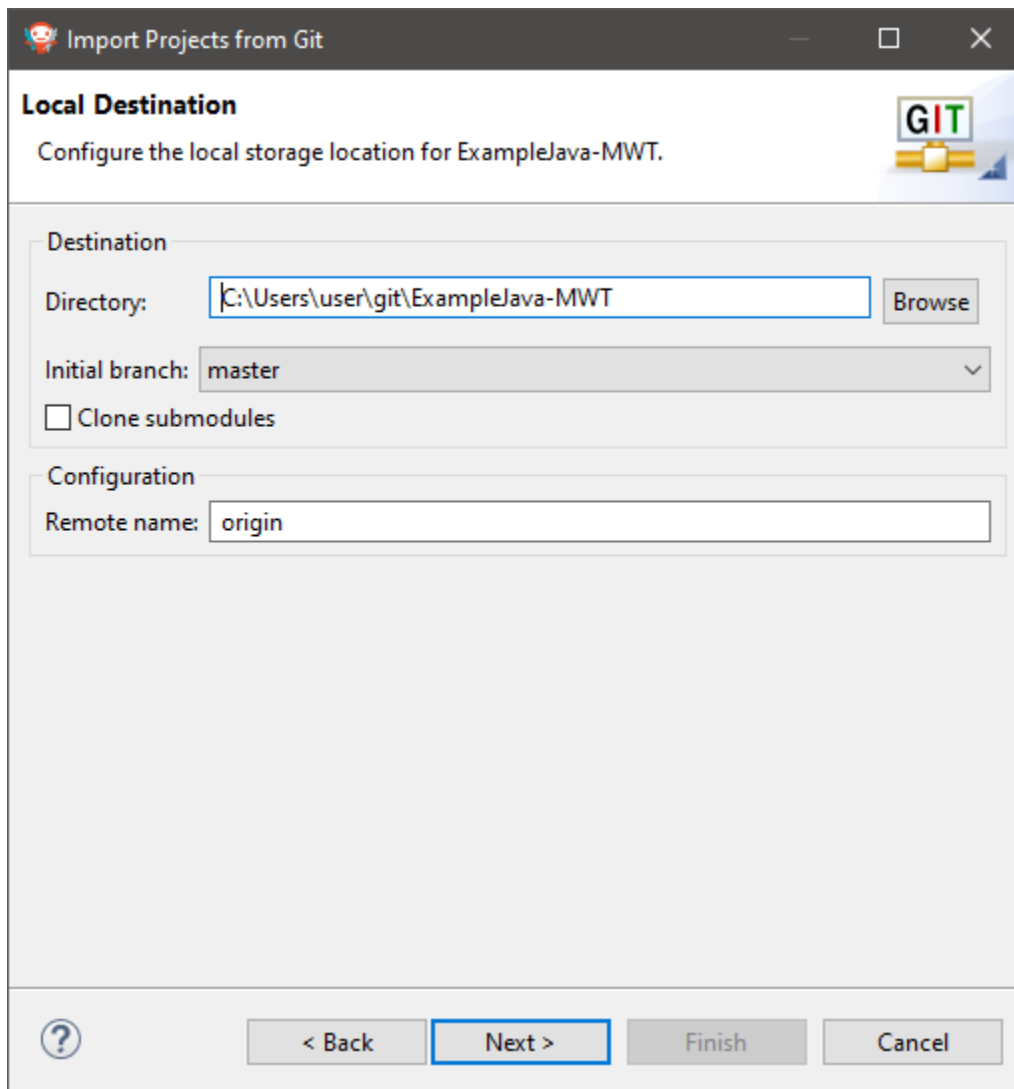 Import Projects from Git
Local Destination
Configure the local storage location for ExampleJava-MWT.
GIT
Destination
Directory: C:\Users\user\git\ExampleJava-MWT Browse
Initial branch: master
Clone submodules
Configuration
Remote name: origin
? < Back Next > Finish Cancel